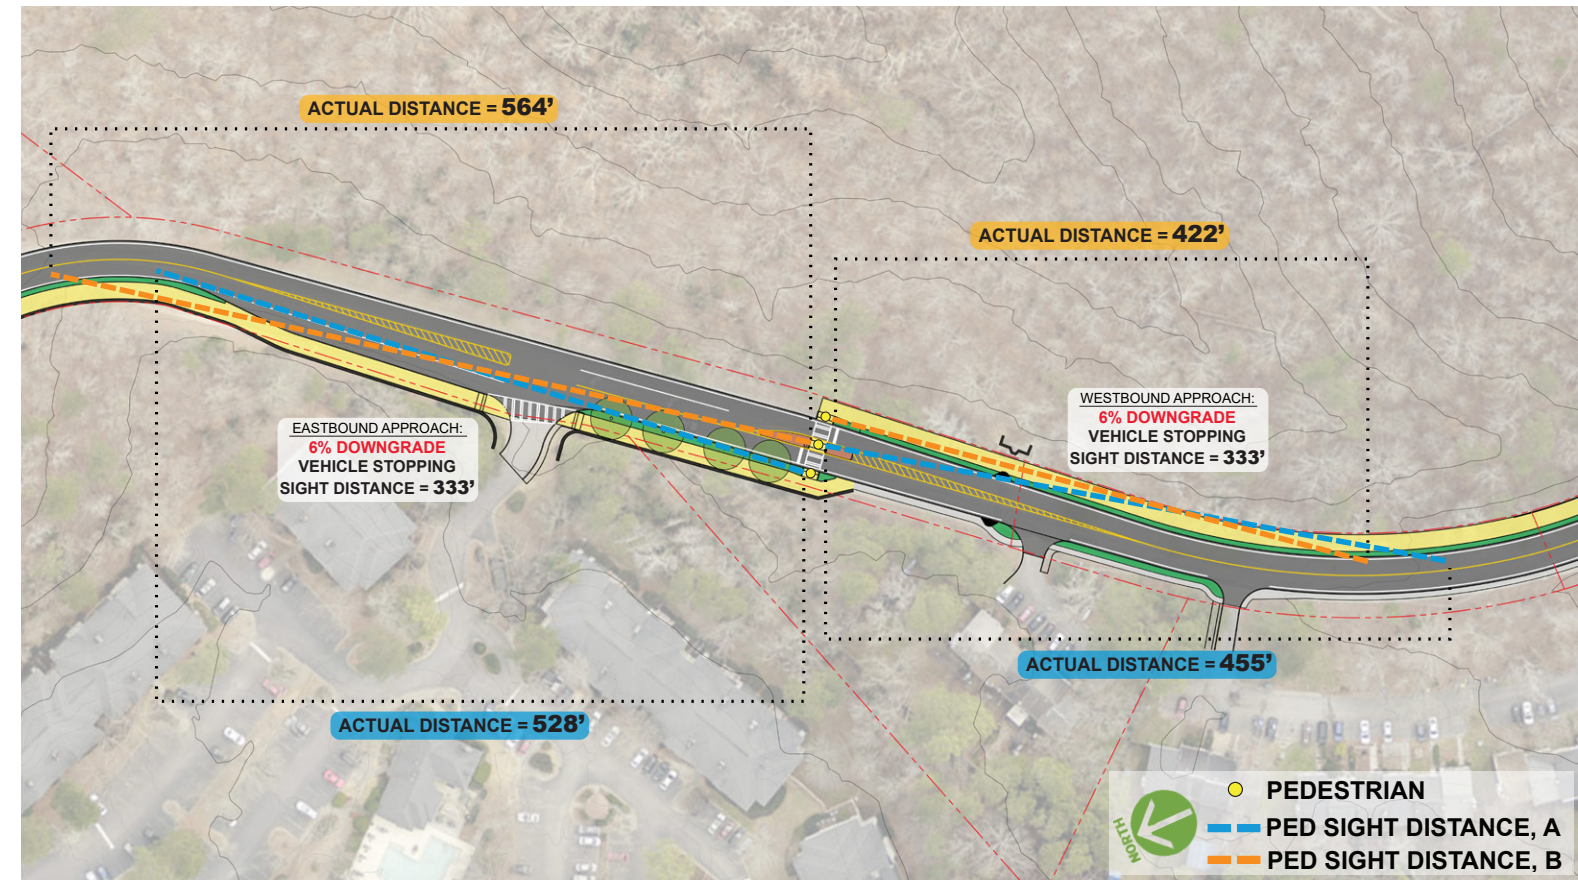 ACTUAL DISTANCE = 564’
ACTUAL DISTANCE = 422’
EASTBOUND APPROACH:
6% DOWNGRADE
VEHICLE STOPPING
SIGHT DISTANCE = 333’
WESTBOUND APPROACH:
6% DOWNGRADE
VEHICLE STOPPING
SIGHT DISTANCE = 333’
ACTUAL DISTANCE = 455’
ACTUAL DISTANCE = 528’
NORTH
PEDESTRIAN
PED SIGHT DISTANCE, A
PED SIGHT DISTANCE, B